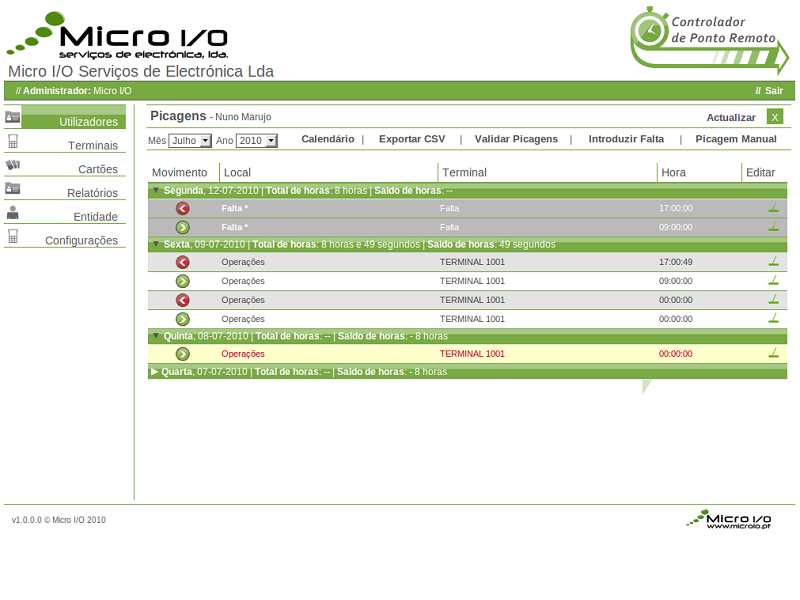 Micro I/O
serviços de electrónica, lda.
Controlador
de Ponto Remoto
Micro I/O Serviços de Electrónica Lda
// Administrador: Micro I/O // Sair
Utilizadores
Terminais
Cartões
Relatórios
Entidade
Configurações
Picagens - Nuno Marujo Actualizar X
Mês Julho Ano 2010 Calendário | Exportar CSV | Validar Picagens | Introduzir Falta | Picagem Manual
Movimento Local Terminal Hora Editar
Segunda, 12-07-2010 | Total de horas: 8 horas | Saldo de horas: --
Falta * Falta 17:00:00
Falta * Falta 09:00:00
Sexta, 09-07-2010 | Total de horas: 8 horas e 49 segundos | Saldo de horas: 49 segundos
Operações TERMINAL 1001 17:00:49
Operações TERMINAL 1001 09:00:00
Operações TERMINAL 1001 00:00:00
Operações TERMINAL 1001 00:00:00
Quinta, 08-07-2010 | Total de horas: -- | Saldo de horas: - 8 horas
Operações TERMINAL 1001 00:00:00
Quarta, 07-07-2010 | Total de horas: -- | Saldo de horas: - 8 horas
v1.0.0.0 © Micro I/O 2010
Micro I/O
www.microio.pt